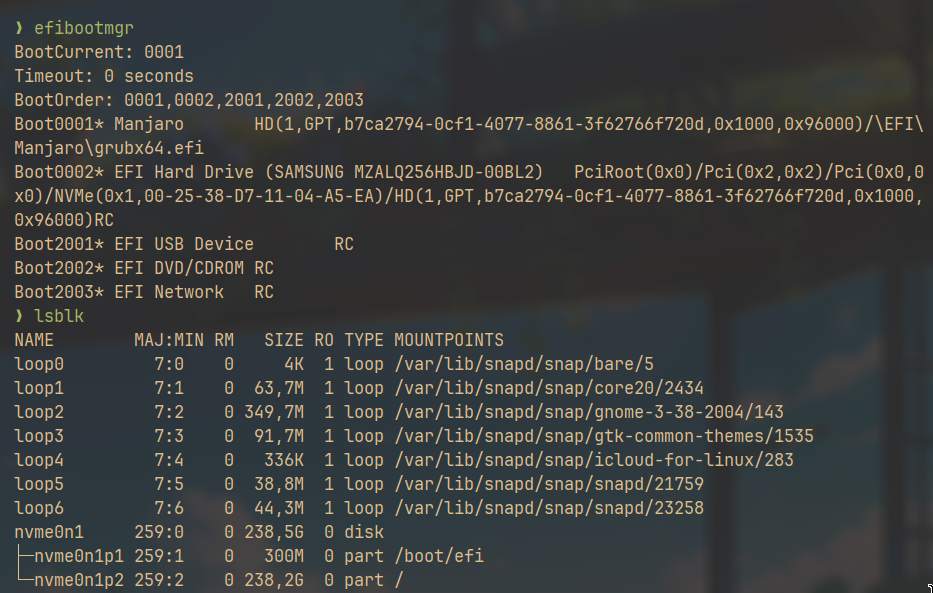 ❯ efibootmgr
BootCurrent: 0001
Timeout: 0 seconds
BootOrder: 0001,0002,2001,2002,2003
Boot0001* Manjaro       HD(1,GPT,b7ca2794-0cf1-4077-8861-3f62766f720d,0x1000,0x96000)/\EFI\
Manjaro\grubx64.efi
Boot0002* EFI Hard Drive (SAMSUNG MZALQ256HBJD-00BL2)   PciRoot(0x0)/Pci(0x2,0x2)/Pci(0x0,0
x0)/NVMe(0x1,00-25-38-D7-11-04-A5-EA)/HD(1,GPT,b7ca2794-0cf1-4077-8861-3f62766f720d,0x1000,
0x96000)RC
Boot2001* EFI USB Device        RC
Boot2002* EFI DVD/CDROM RC
Boot2003* EFI Network   RC
❯ lsblk
NAME        MAJ:MIN RM   SIZE RO TYPE MOUNTPOINTS
loop0         7:0    0     4K  1 loop /var/lib/snapd/snap/bare/5
loop1         7:1    0  63,7M  1 loop /var/lib/snapd/snap/core20/2434
loop2         7:2    0 349,7M  1 loop /var/lib/snapd/snap/gnome-3-38-2004/143
loop3         7:3    0  91,7M  1 loop /var/lib/snapd/snap/gtk-common-themes/1535
loop4         7:4    0   336K  1 loop /var/lib/snapd/snap/icloud-for-linux/283
loop5         7:5    0  38,8M  1 loop /var/lib/snapd/snap/snapd/21759
loop6         7:6    0  44,3M  1 loop /var/lib/snapd/snap/snapd/23258
nvme0n1     259:0    0 238,5G  0 disk
├─nvme0n1p1 259:1    0   300M  0 part /boot/efi
└─nvme0n1p2 259:2    0 238,2G  0 part /